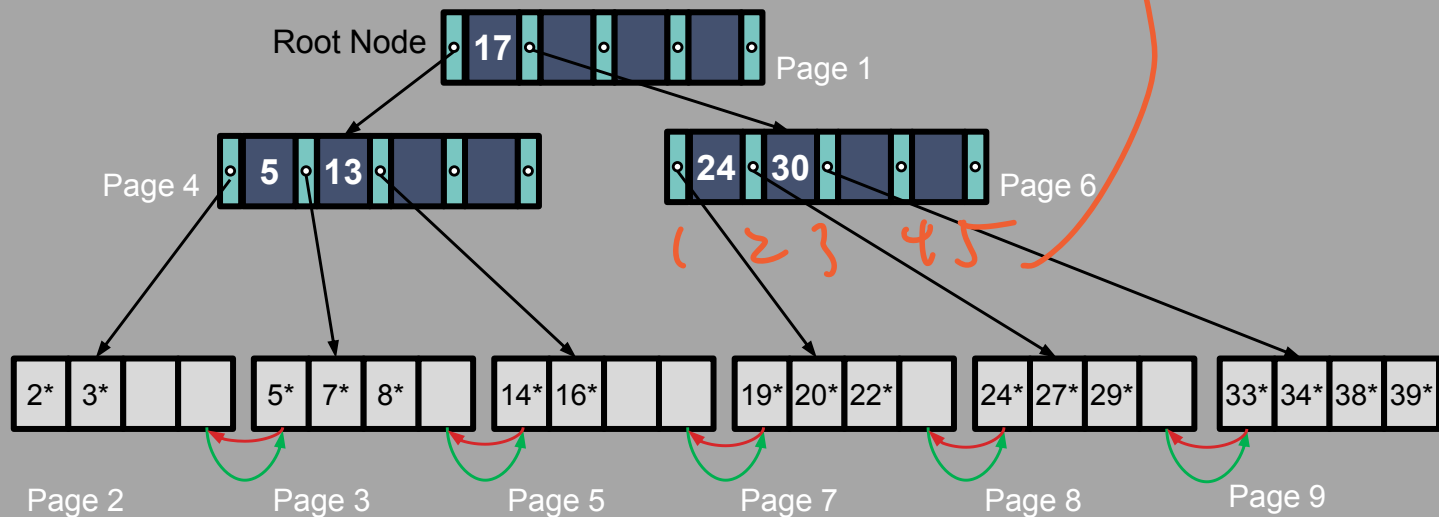 Root Node 17 Page 1
Page 4 5 13 24 30 Page 6
1 2 3 4 5
2* 3* 5* 7* 8* 14* 16* 19* 20* 22* 24* 27* 29* 33* 34* 38* 39*
Page 2 Page 3 Page 5 Page 7 Page 8 Page 9